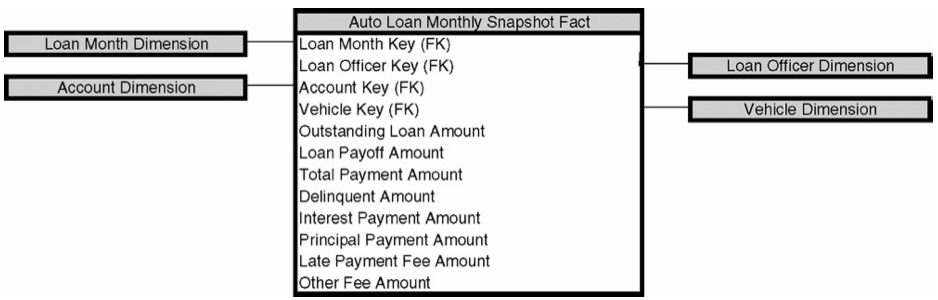 Auto Loan Monthly Snapshot Fact
Loan Month Dimension
Account Dimension
Loan Month Key (FK)
Loan Officer Key (FK)
Account Key (FK)
Vehicle Key (FK)
Outstanding Loan Amount
Loan Payoff Amount
Total Payment Amount
Delinquent Amount
Interest Payment Amount
Principal Payment Amount
Late Payment Fee Amount
Other Fee Amount
Loan Officer Dimension
Vehicle Dimension